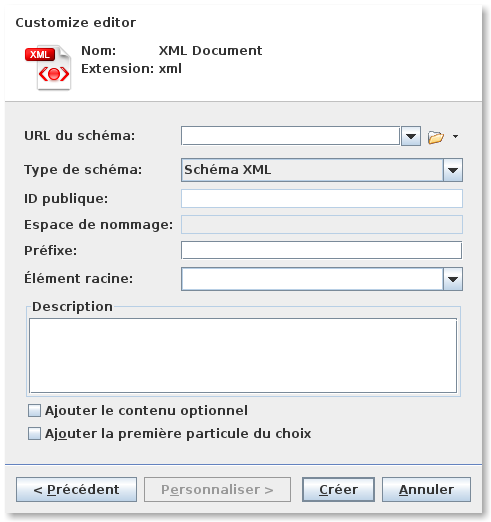 Customize editor
XML
Nom: XML Document
Extension: xml
URL du schéma:
Type de schéma: Schéma XML
ID publique:
Espace de nommage:
Préfixe:
Élément racine:
Description
Ajouter le contenu optionnel
Ajouter la première particule du choix
< Précédent Personnaliser > Créer Annuler